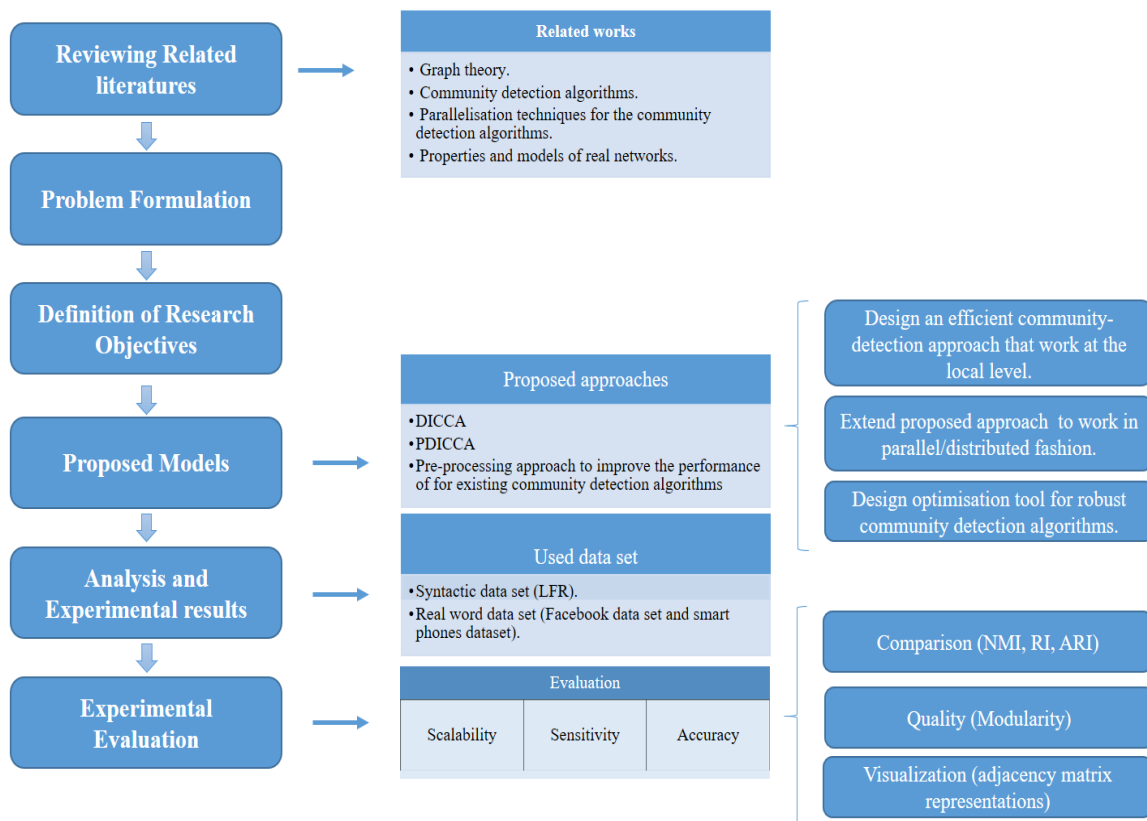 Reviewing Related
literatures
Related works
• Graph theory.
• Community detection algorithms.
• Parallelisation techniques for the community
detection algorithms.
• Properties and models of real networks.
Problem Formulation
Definition of Research
Objectives
Proposed Models
Proposed approaches
•DICCA
•PDICCA
•Pre-processing approach to improve the performance
of for existing community detection algorithms
Design an efficient community-
detection approach that work at the
local level.
Extend proposed approach to work in
parallel/distributed fashion.
Design optimisation tool for robust
community detection algorithms.
Analysis and
Experimental results
Used data set
•Syntactic data set (LFR).
•Real word data set (Facebook data set and smart
phones dataset).
Experimental
Evaluation
Evaluation
Scalability
Sensitivity
Accuracy
Comparison (NMI, RI, ARI)
Quality (Modularity)
Visualization (adjacency matrix
representations)